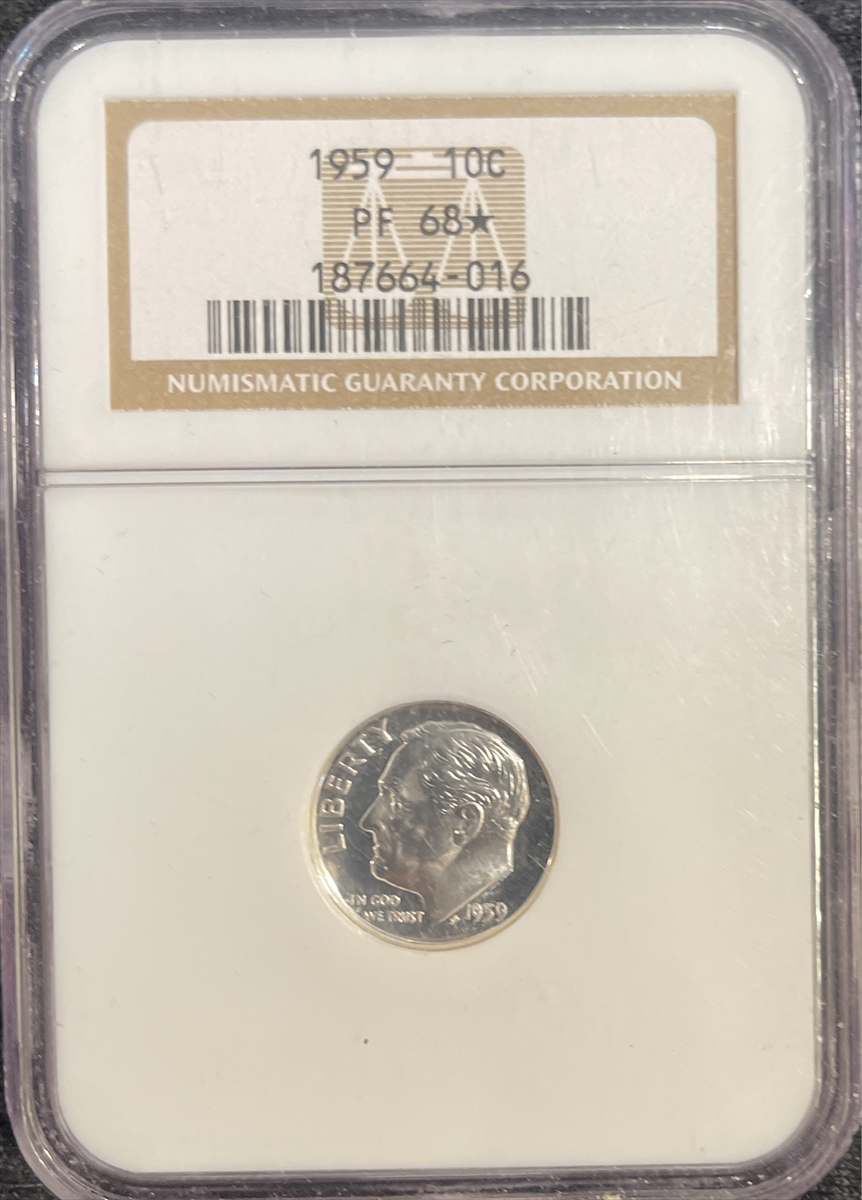 1959 10C
PF 68★
187664-016
NUMISMATIC GUARANTY CORPORATION
LIBERTY
IN GOD
WE TRUST
1959